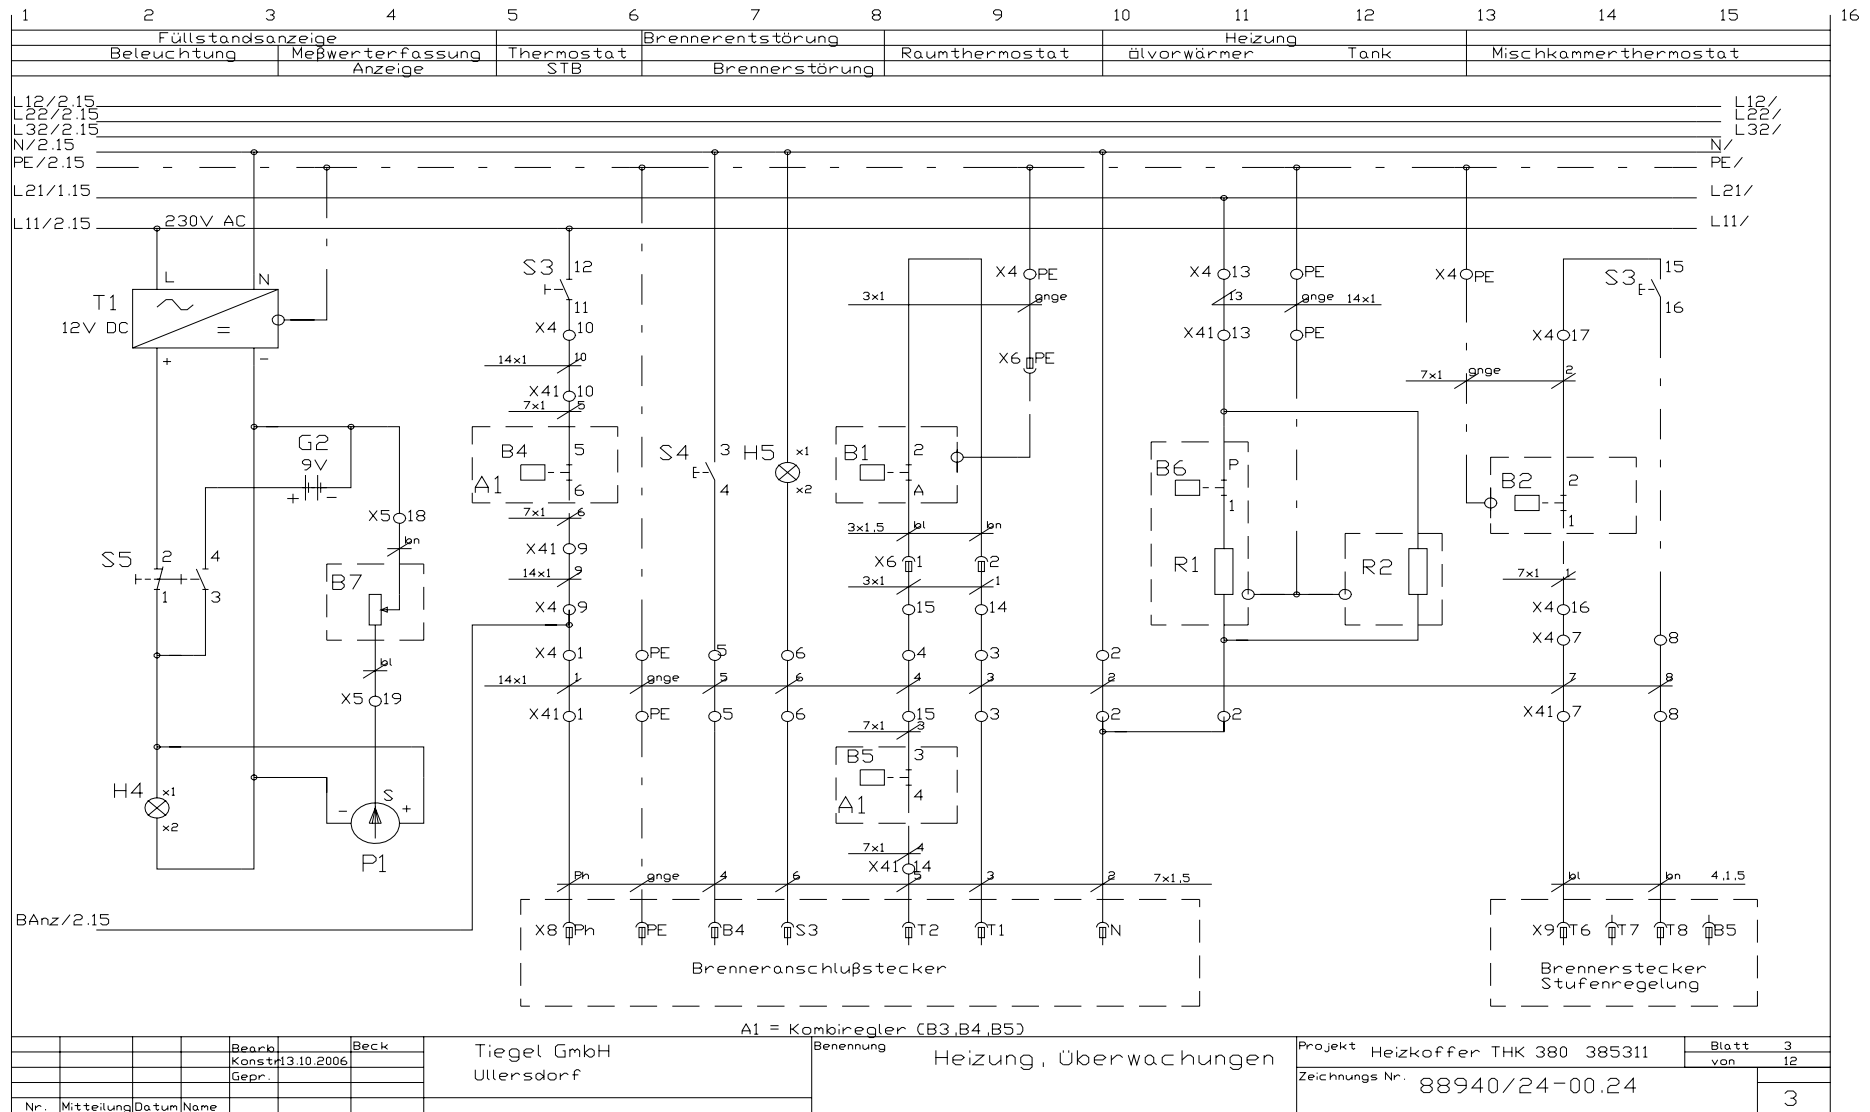 1 2 3 4 5 6 7 8 9 10 11 12 13 14 15 16
Füllstandsanzeige Brennerentstörung Heizung
Beleuchtung Meßwerterfassung Thermostat Raumthermostat ölvorwärmer Tank Mischkammerthermostat
Anzeige STB Brennerstörung
L12/2.15 L12/
L22/2.15 L22/
L32/2.15 L32/
N/2.15 N/
PE/2.15 PE/
L21/1.15 L21/
L11/2.15 230V AC L11/
L N S3 12 X4 PE X4 13 PE X4 PE S3 15
T1 11 3x1 gnge 13 gnge 14x1 16
12V DC = X4 10 X41 13 PE X4 17
+ - 14x1 10 X6 PE
X41 10 7x1 gnge 2
7x1 5
G2 B4 5 S4 3 H5 x1 B1 2 B6 P B2 2
9V A1 6 4 x2 A 1 1
+ -
X5 18 7x1 6 3x1,5 bl bn
bn X41 9 X6 1 2
S5 2 4 B7 14x1 9 3x1 1 R1 R2 7x1 1
1 3 X4 9 15 14 X4 16
X4 7 8
X4 1 PE 5 6 4 3 2
bl 14x1 1 gnge 5 6 4 3 2 7 8
X5 19 X41 1 PE 5 6 15 3 2 2 X41 7 8
7x1 3
B5 3
H4 x1 S A1 4
x2 - +
P1 7x1 4
X41 14
Ph gnge 4 6 5 3 2 7x1,5 bl bn 4,1.5
BAnz/2.15 X8 Ph PE B4 S3 T2 T1 N X9 T6 T7 T8 B5
Brenneranschlußstecker Brennerstecker
Stufenregelung
A1 = Kombiregler (B3,B4,B5)
Bearb. Beck Tiegel GmbH Benennung Heizung, Überwachungen Projekt Heizkoffer THK 380 385311 Blatt 3
Konstr 13.10.2006 Ullersdorf von 12
Gepr. Zeichnungs Nr. 88940/24-00.24
Nr. Mitteilung Datum Name 3